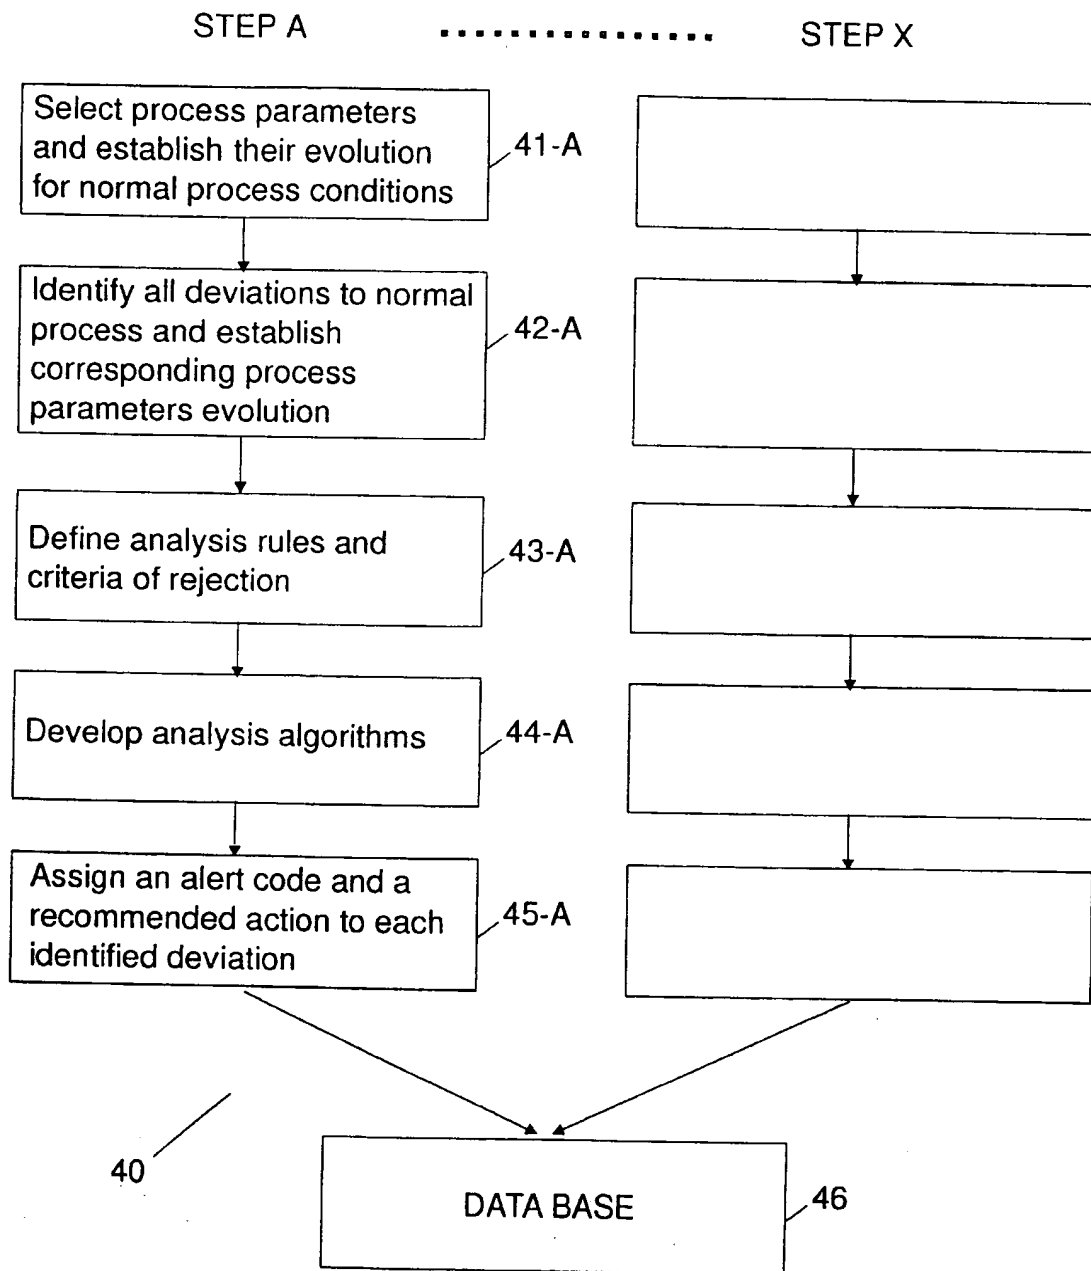 STEP A
STEP X
Select process parameters
and establish their evolution
for normal process conditions
41-A
Identify all deviations to normal
process and establish
corresponding process
parameters evolution
42-A
Define analysis rules and
criteria of rejection
43-A
Develop analysis algorithms
44-A
Assign an alert code and a
recommended action to each
identified deviation
45-A
40
DATA BASE
46